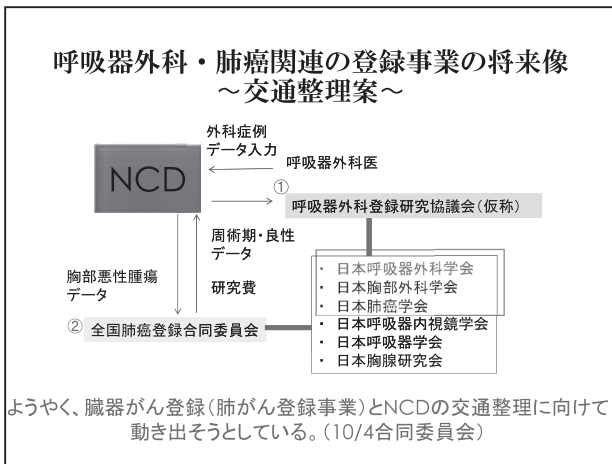 呼吸器外科・肺癌関連の登録事業の将来像
～交通整理案～
外科症例
データ入力
呼吸器外科医
NCD
①
呼吸器外科登録研究協議会(仮称)
周術期・良性
データ
研究費
胸部悪性腫瘍
データ
② 全国肺癌登録合同委員会
・ 日本呼吸器外科学会
・ 日本胸部外科学会
・ 日本肺癌学会
・ 日本呼吸器内視鏡学会
・ 日本呼吸器学会
・ 日本胸腺研究会
ようやく、臓器がん登録(肺がん登録事業)とNCDの交通整理に向けて
動き出そうとしている。(10/4合同委員会)